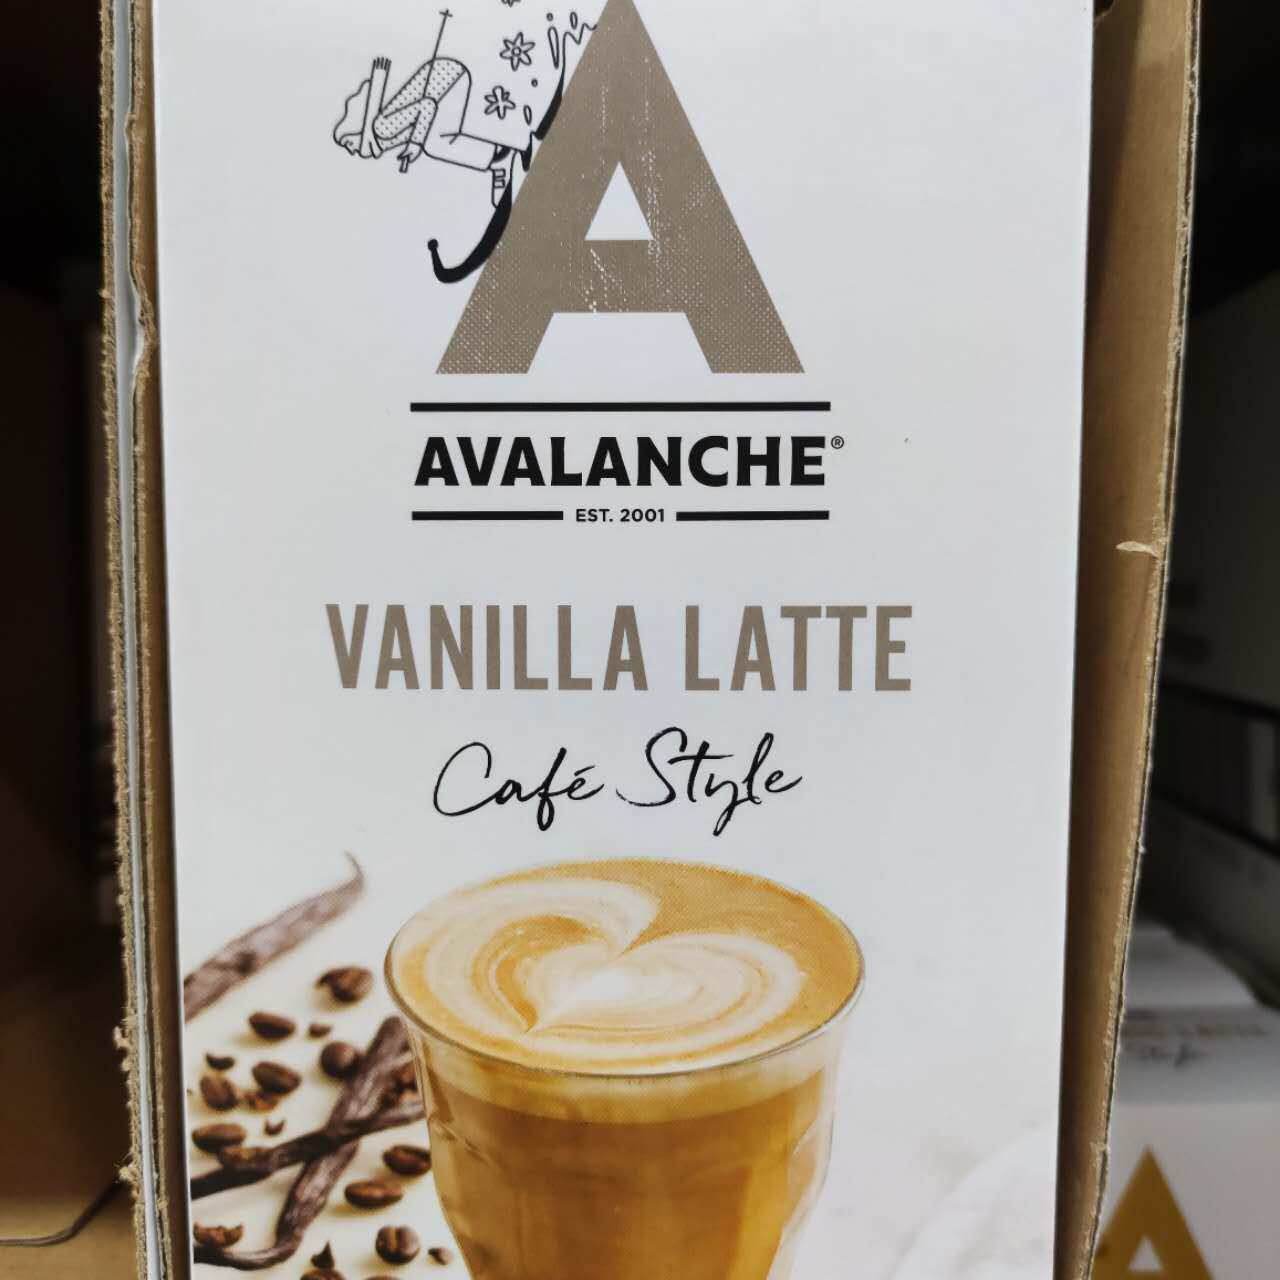 A
AVALANCHE®
EST. 2001
VANILLA LATTE
Café Style
A